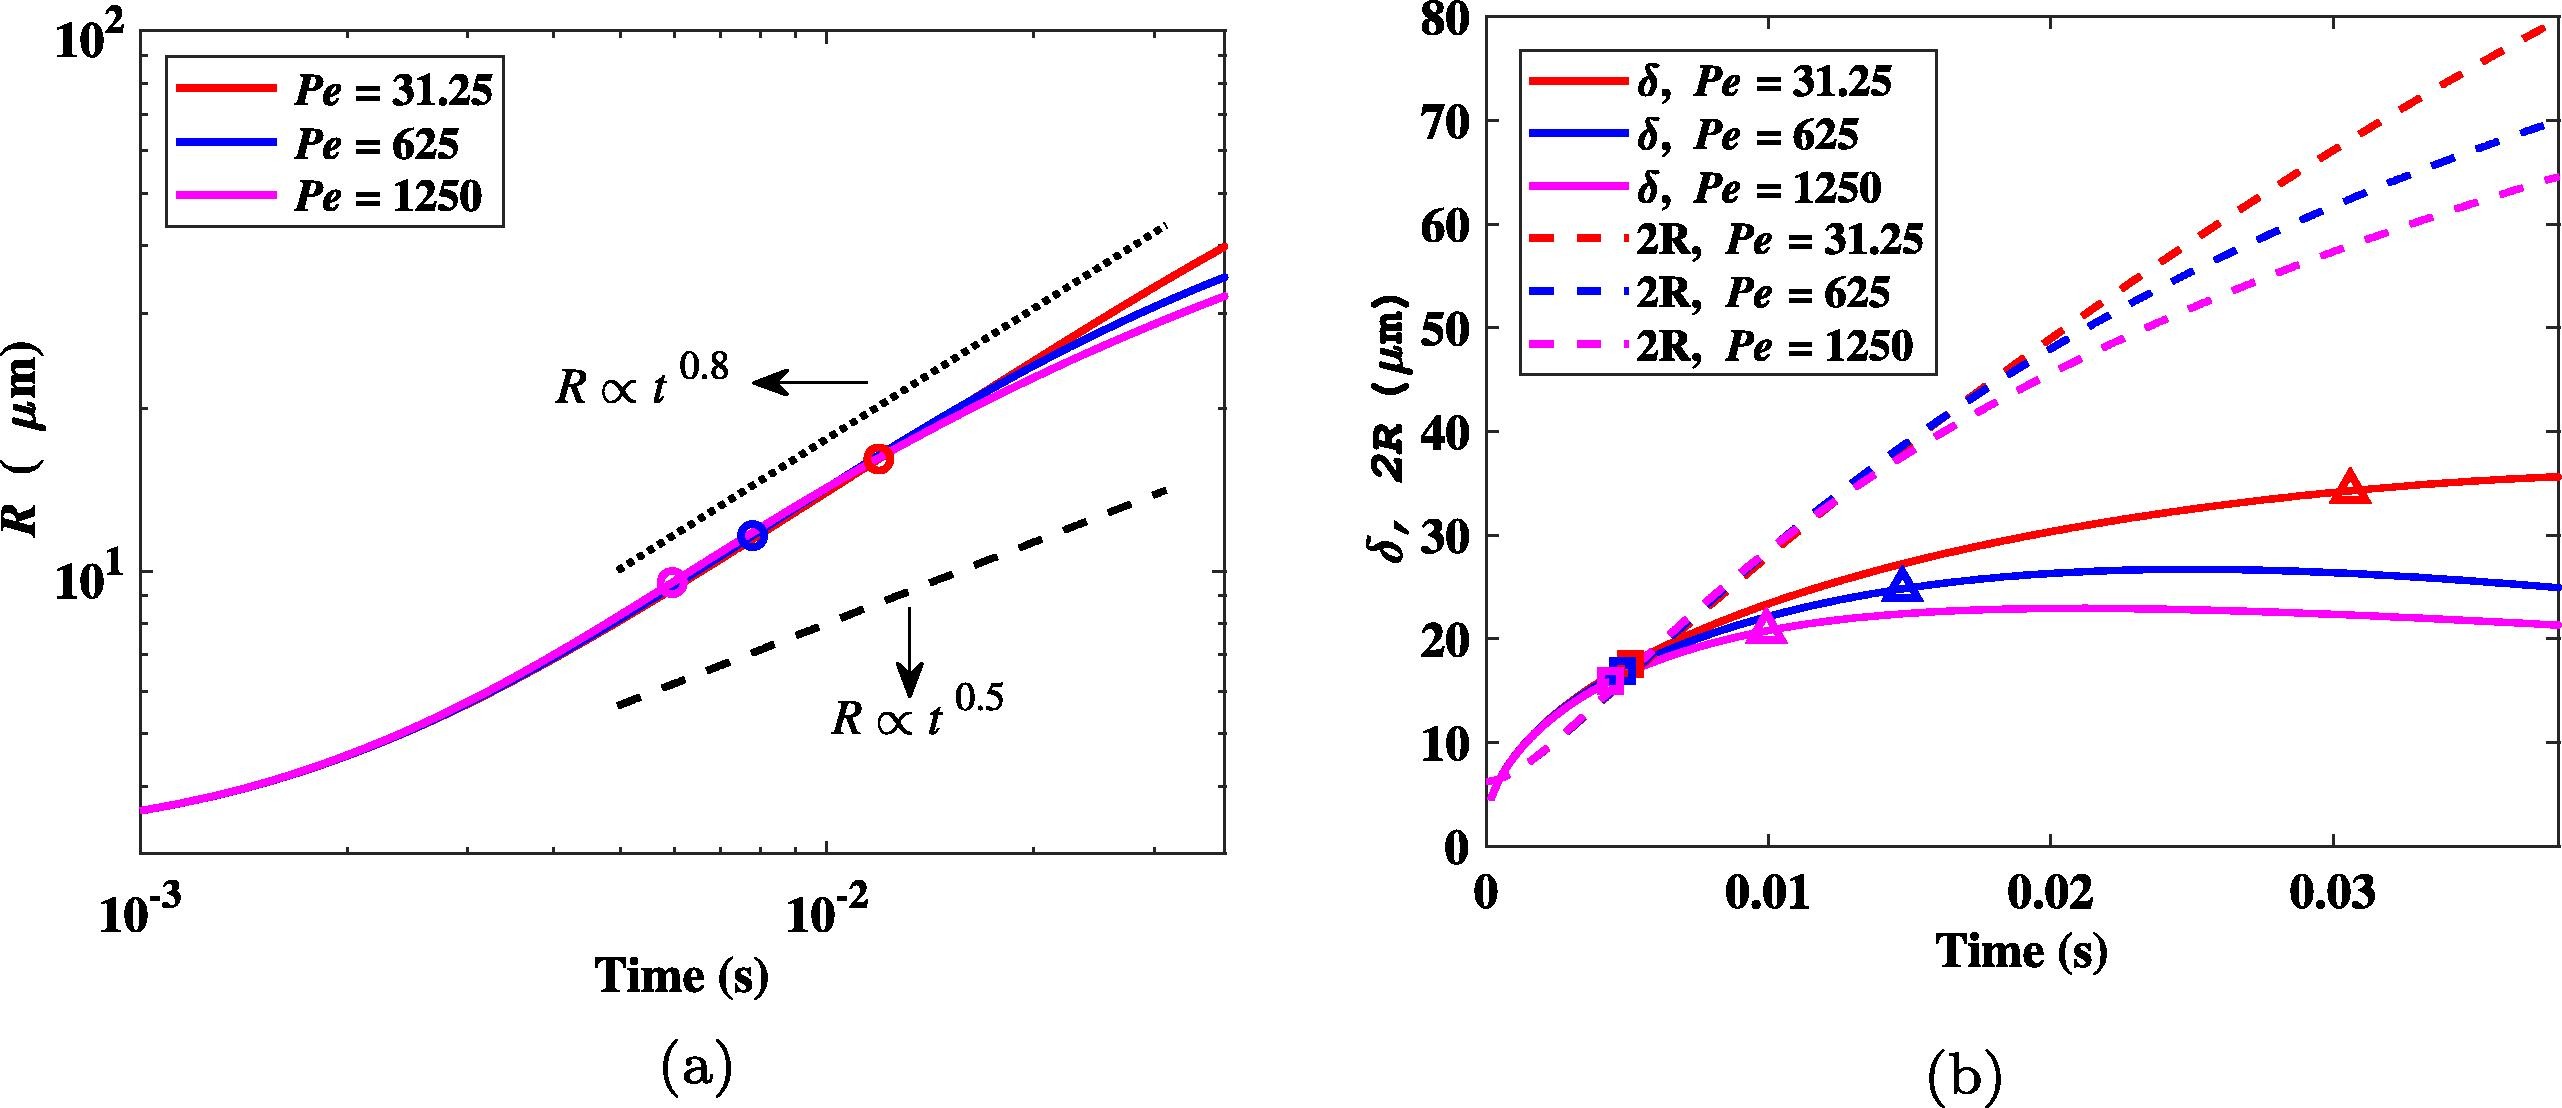 10²
Pe = 31.25
Pe = 625
Pe = 1250
R ∝ t 0.8
R ( μm)
10¹
R ∝ t 0.5
10-3
10-2
Time (s)
(a)
80
70
60
50
40
30
20
10
0
δ, Pe = 31.25
δ, Pe = 625
δ, Pe = 1250
2R, Pe = 31.25
2R, Pe = 625
2R, Pe = 1250
δ, 2R (μm)
0 0.01 0.02 0.03
Time (s)
(b)